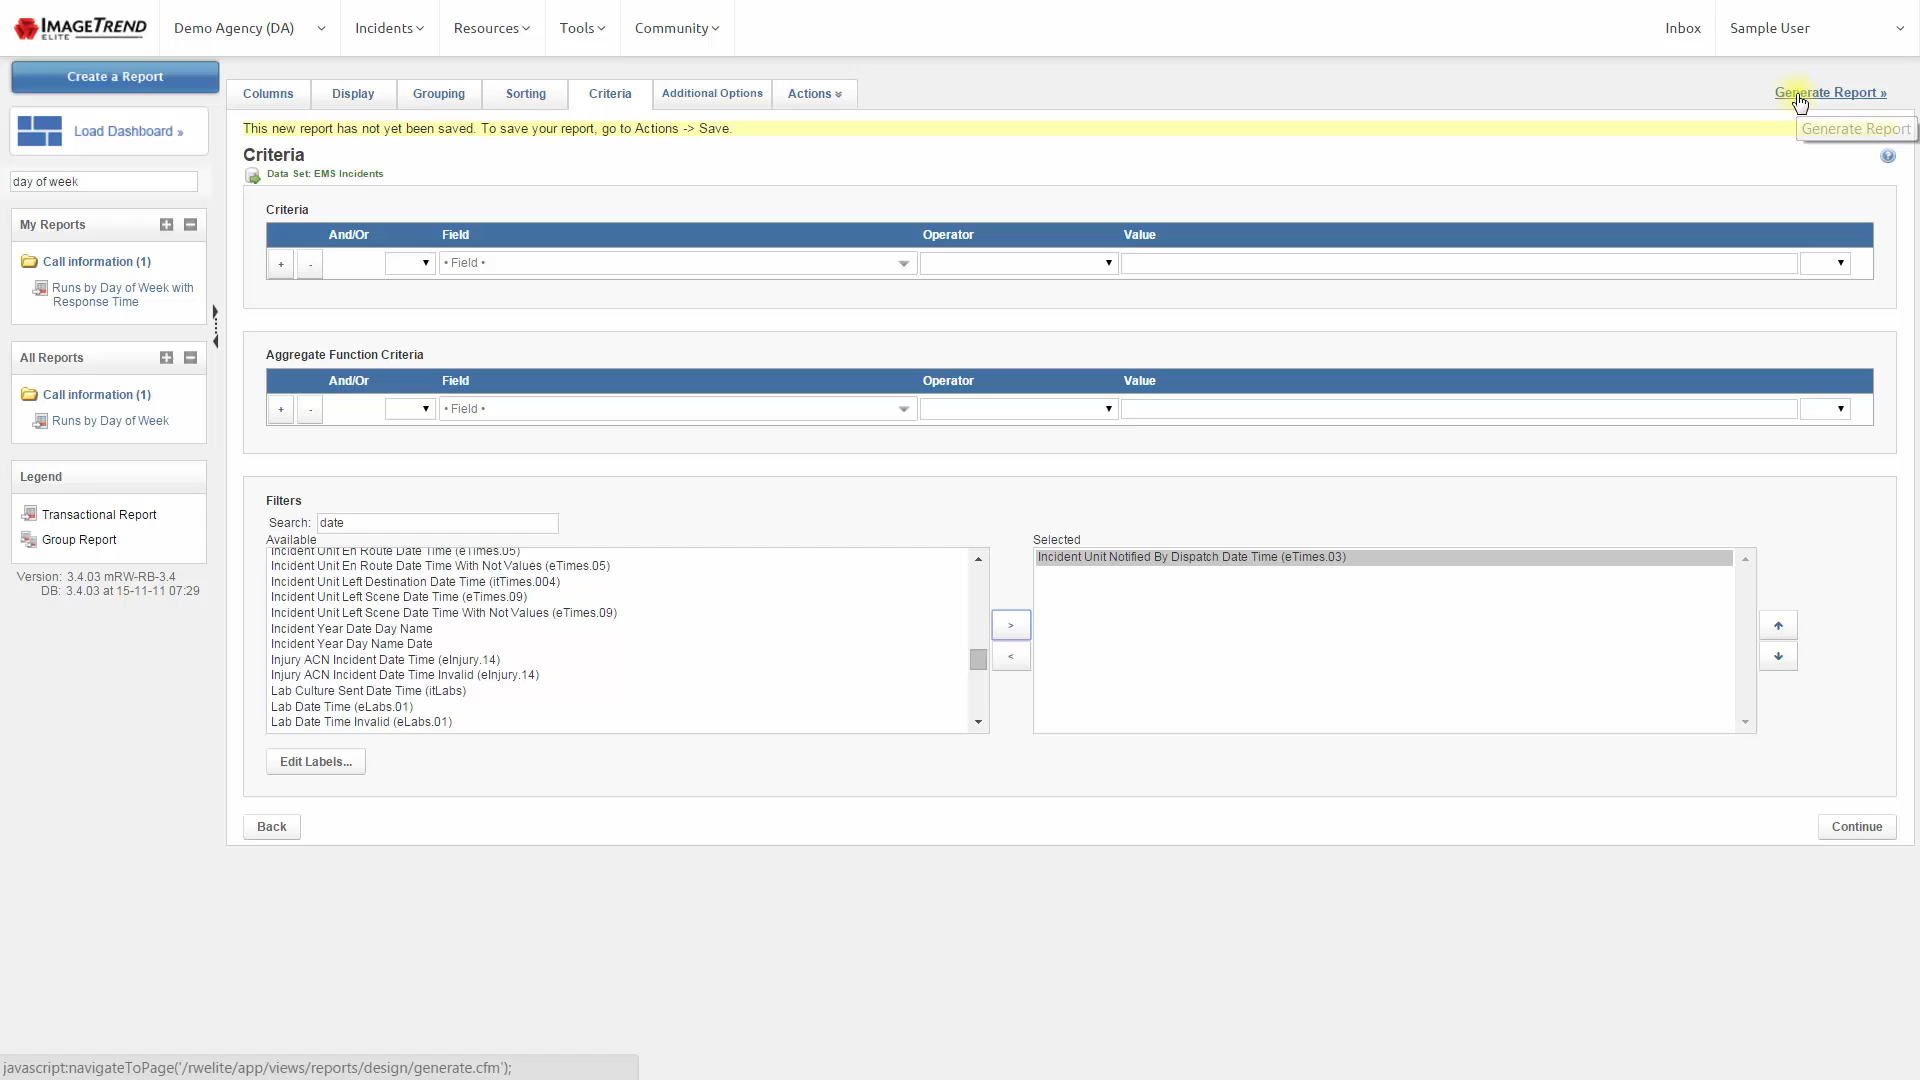 IMAGETREND
ELITE
Demo Agency (DA)
Incidents
Resources
Tools
Community
Inbox
Sample User
Create a Report
Load Dashboard »
day of week
My Reports
Call information (1)
Runs by Day of Week with
Response Time
All Reports
Call information (1)
Runs by Day of Week
Legend
Transactional Report
Group Report
Version: 3.4.03 mRW-RB-3.4
DB: 3.4.03 at 15-11-11 07:29
Columns
Display
Grouping
Sorting
Criteria
Additional Options
Actions
Generate Report »
Generate Report
This new report has not yet been saved. To save your report, go to Actions -> Save.
Criteria
Data Set: EMS Incidents
Criteria
And/Or Field Operator Value
+ - • Field •
Aggregate Function Criteria
And/Or Field Operator Value
+ - • Field •
Filters
Search: date
Available
Incident Unit En Route Date Time (eTimes.05)
Incident Unit En Route Date Time With Not Values (eTimes.05)
Incident Unit Left Destination Date Time (itTimes.004)
Incident Unit Left Scene Date Time (eTimes.09)
Incident Unit Left Scene Date Time With Not Values (eTimes.09)
Incident Year Date Day Name
Incident Year Day Name Date
Injury ACN Incident Date Time (eInjury.14)
Injury ACN Incident Date Time Invalid (eInjury.14)
Lab Culture Sent Date Time (itLabs)
Lab Date Time (eLabs.01)
Lab Date Time Invalid (eLabs.01)
>
<
Selected
Incident Unit Notified By Dispatch Date Time (eTimes.03)
Edit Labels...
Back
Continue
javascript:navigateToPage('/rwelite/app/views/reports/design/generate.cfm');